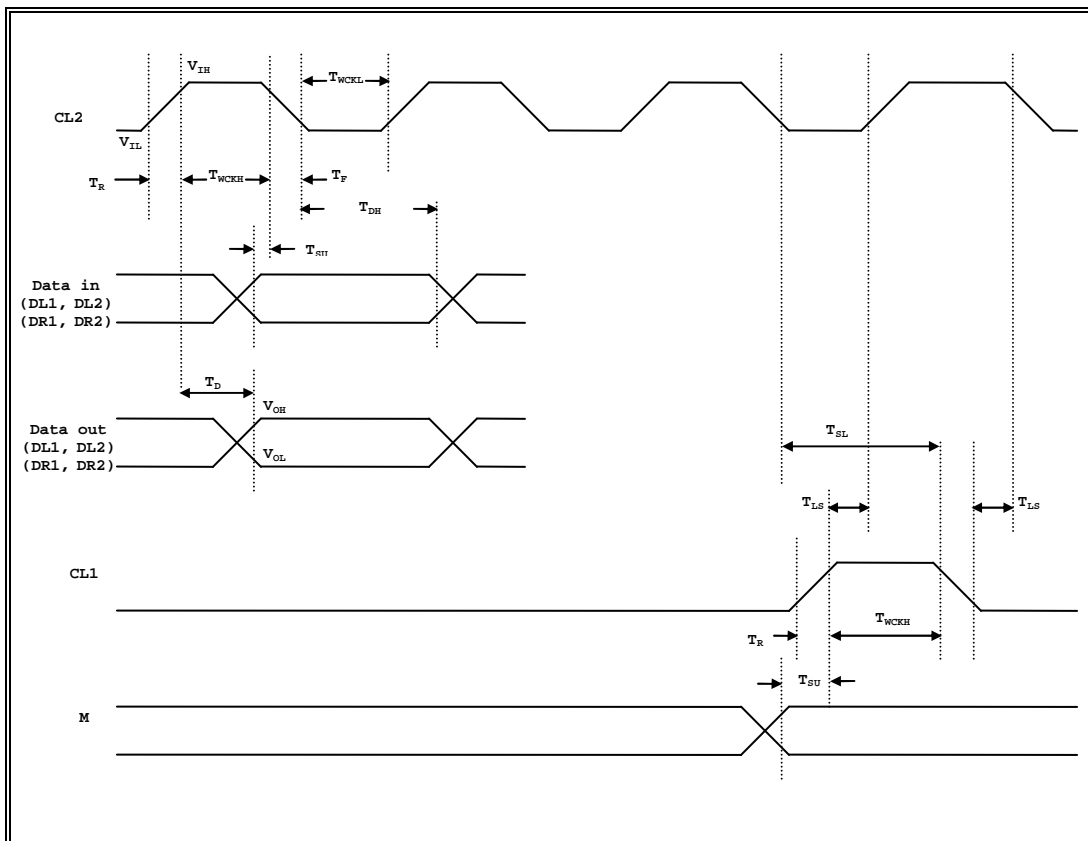 V_IH
T_WCKL
CL2
V_IL
T_R
T_WCKH
T_F
T_DH
T_SU
Data in
(DL1, DL2)
(DR1, DR2)
T_D
V_OH
Data out
(DL1, DL2)
(DR1, DR2)
V_OL
T_SL
T_LS
T_LS
CL1
T_R
T_WCKH
T_SU
M